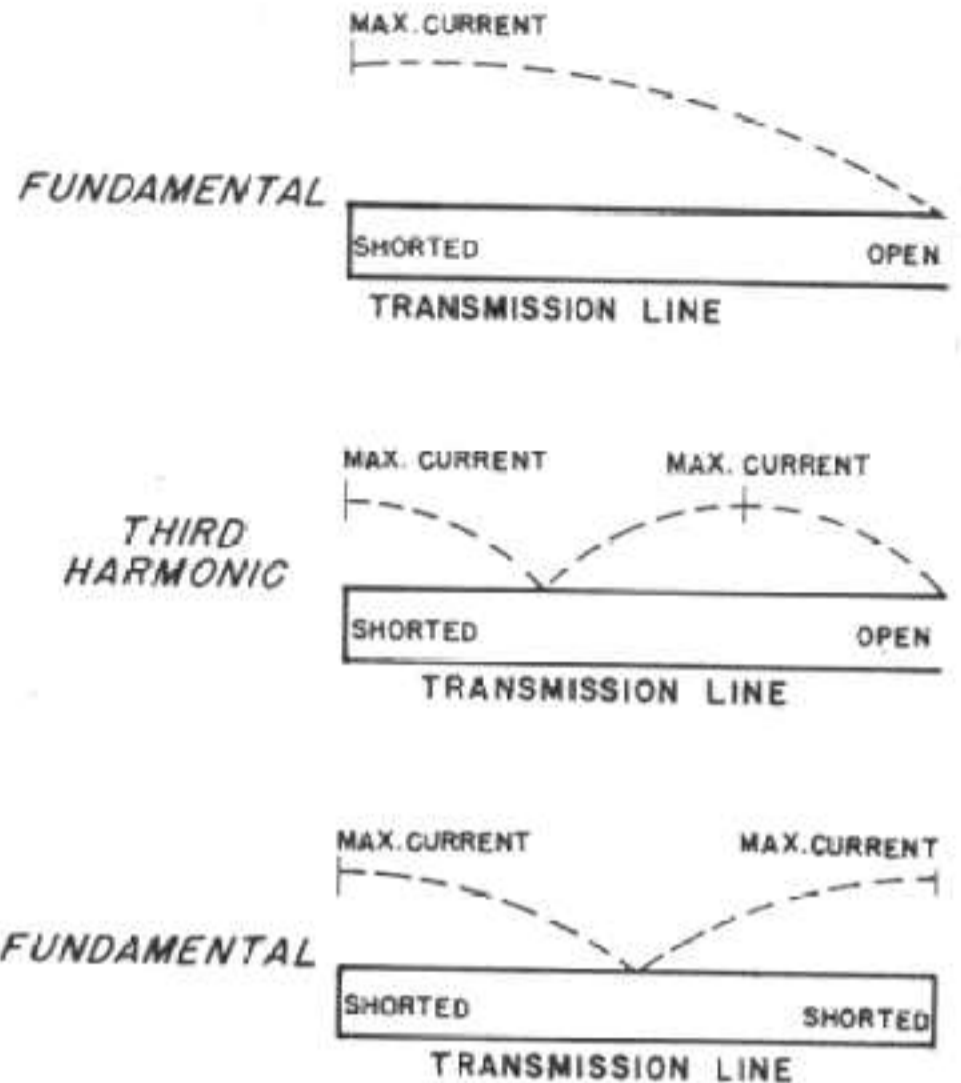 MAX. CURRENT
FUNDAMENTAL
SHORTED OPEN
TRANSMISSION LINE
MAX. CURRENT MAX. CURRENT
THIRD
HARMONIC
SHORTED OPEN
TRANSMISSION LINE
MAX. CURRENT MAX. CURRENT
FUNDAMENTAL
SHORTED SHORTED
TRANSMISSION LINE